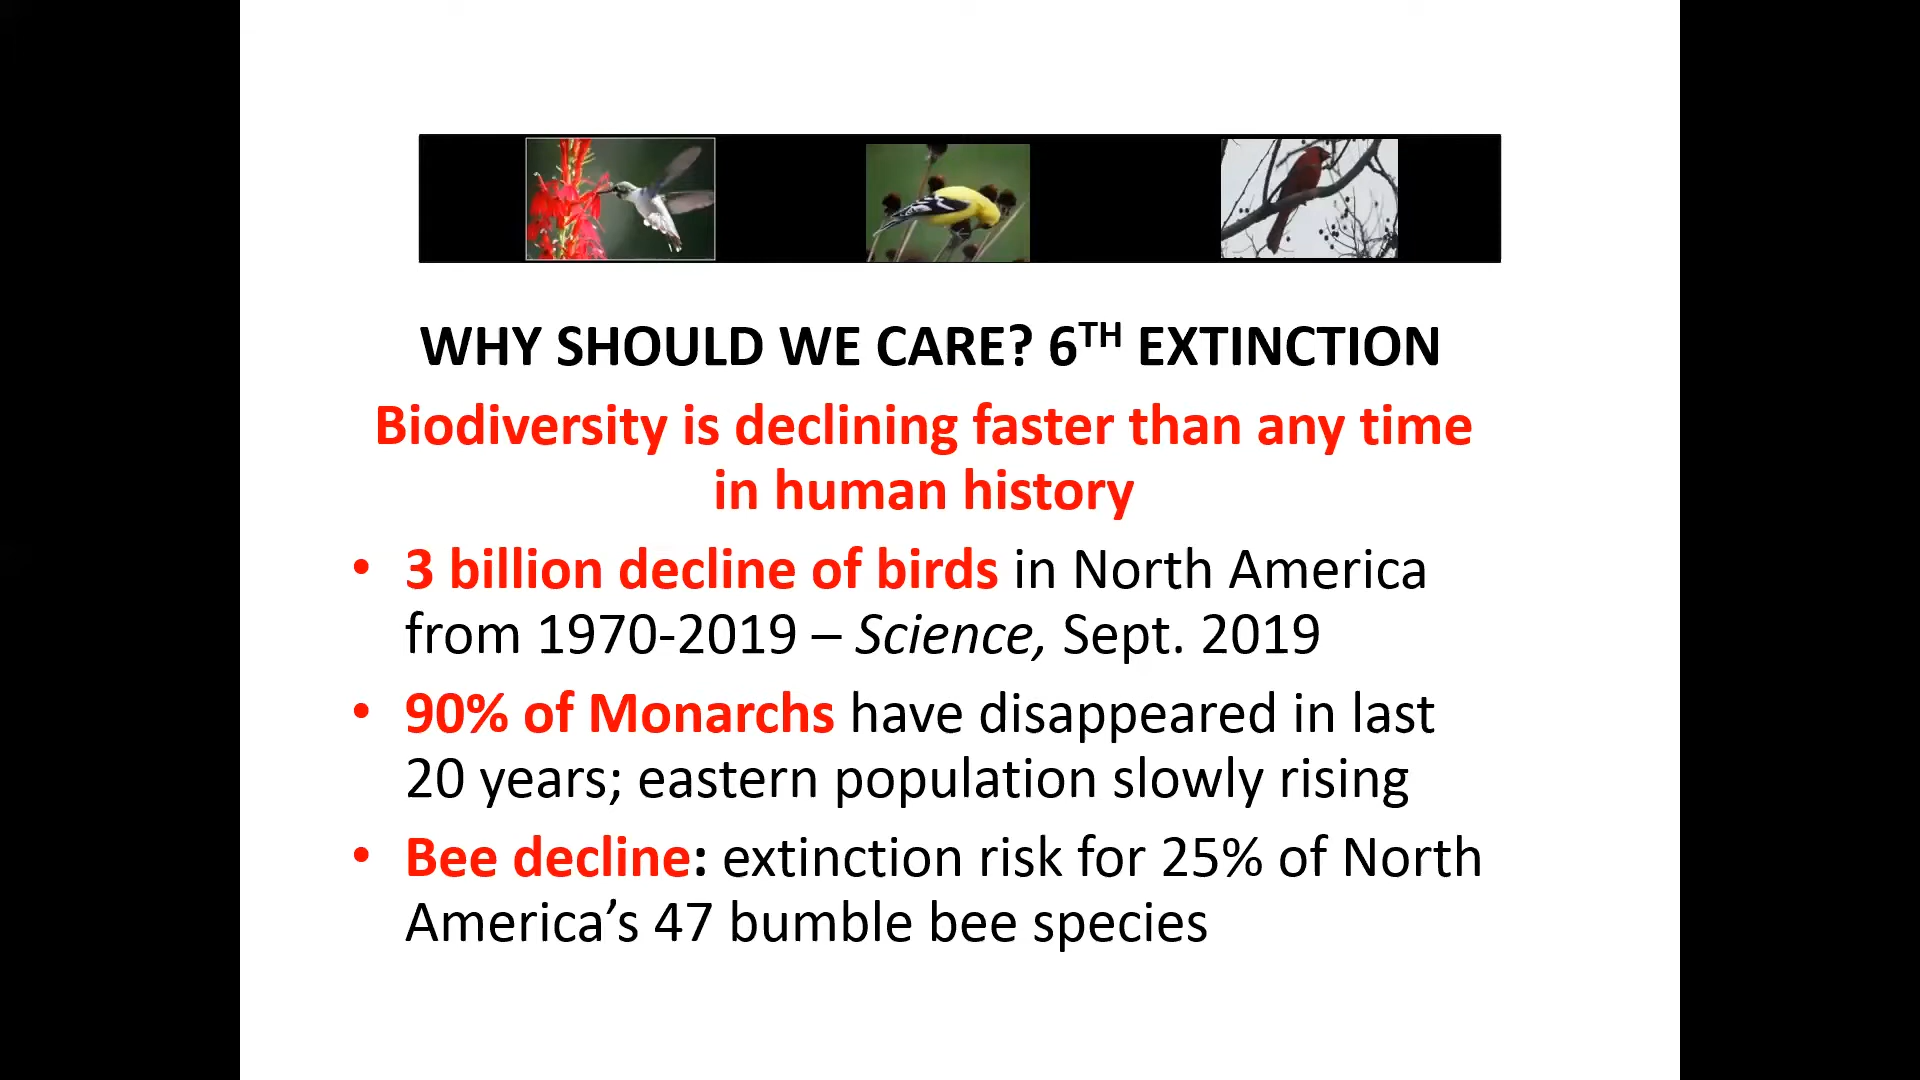 WHY SHOULD WE CARE? 6TH EXTINCTION
Biodiversity is declining faster than any time
in human history
• 3 billion decline of birds in North America
from 1970-2019 – Science, Sept. 2019
• 90% of Monarchs have disappeared in last
20 years; eastern population slowly rising
• Bee decline: extinction risk for 25% of North
America’s 47 bumble bee species